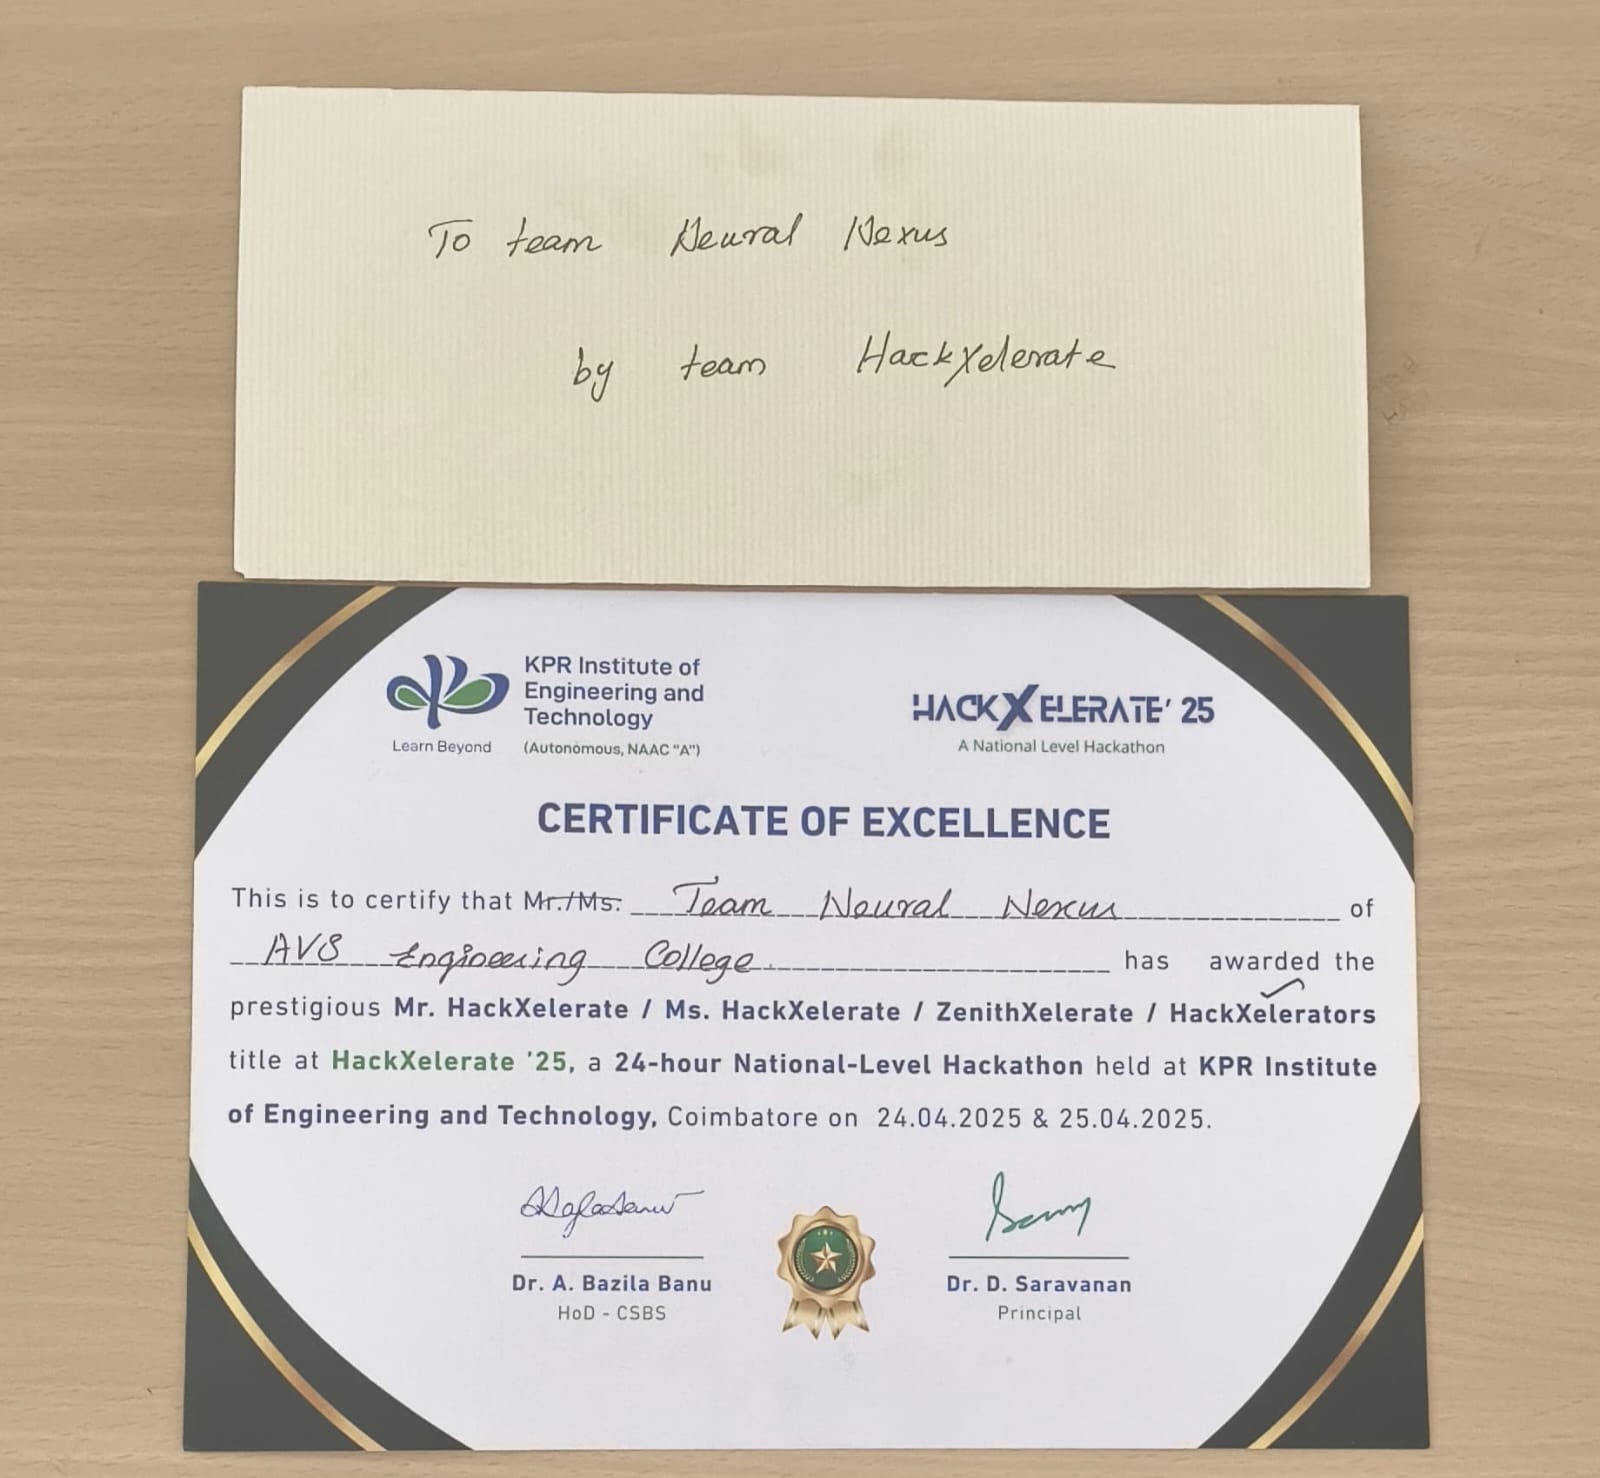 To team Neural Nexus
by team HackXelerate
KPR Institute of
Engineering and
Technology
Learn Beyond
(Autonomous, NAAC "A")
HACKXELERATE' 25
A National Level Hackathon
CERTIFICATE OF EXCELLENCE
This is to certify that Mr./Ms. Team Neural Nexus of
AVS Engineering College has awarded the
prestigious Mr. HackXelerate / Ms. HackXelerate / ZenithXelerate / HackXelerators
title at HackXelerate '25, a 24-hour National-Level Hackathon held at KPR Institute
of Engineering and Technology, Coimbatore on 24.04.2025 & 25.04.2025.
Dr. A. Bazila Banu
HoD - CSBS
Dr. D. Saravanan
Principal